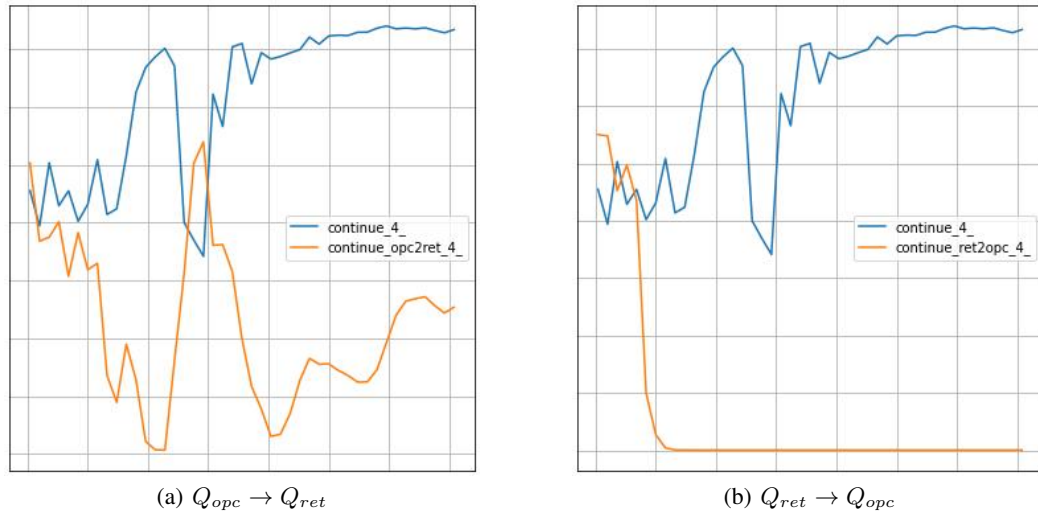 continue_4_
continue_opc2ret_4_
continue_4_
continue_ret2opc_4_
(a) Q_opc → Q_ret
(b) Q_ret → Q_opc